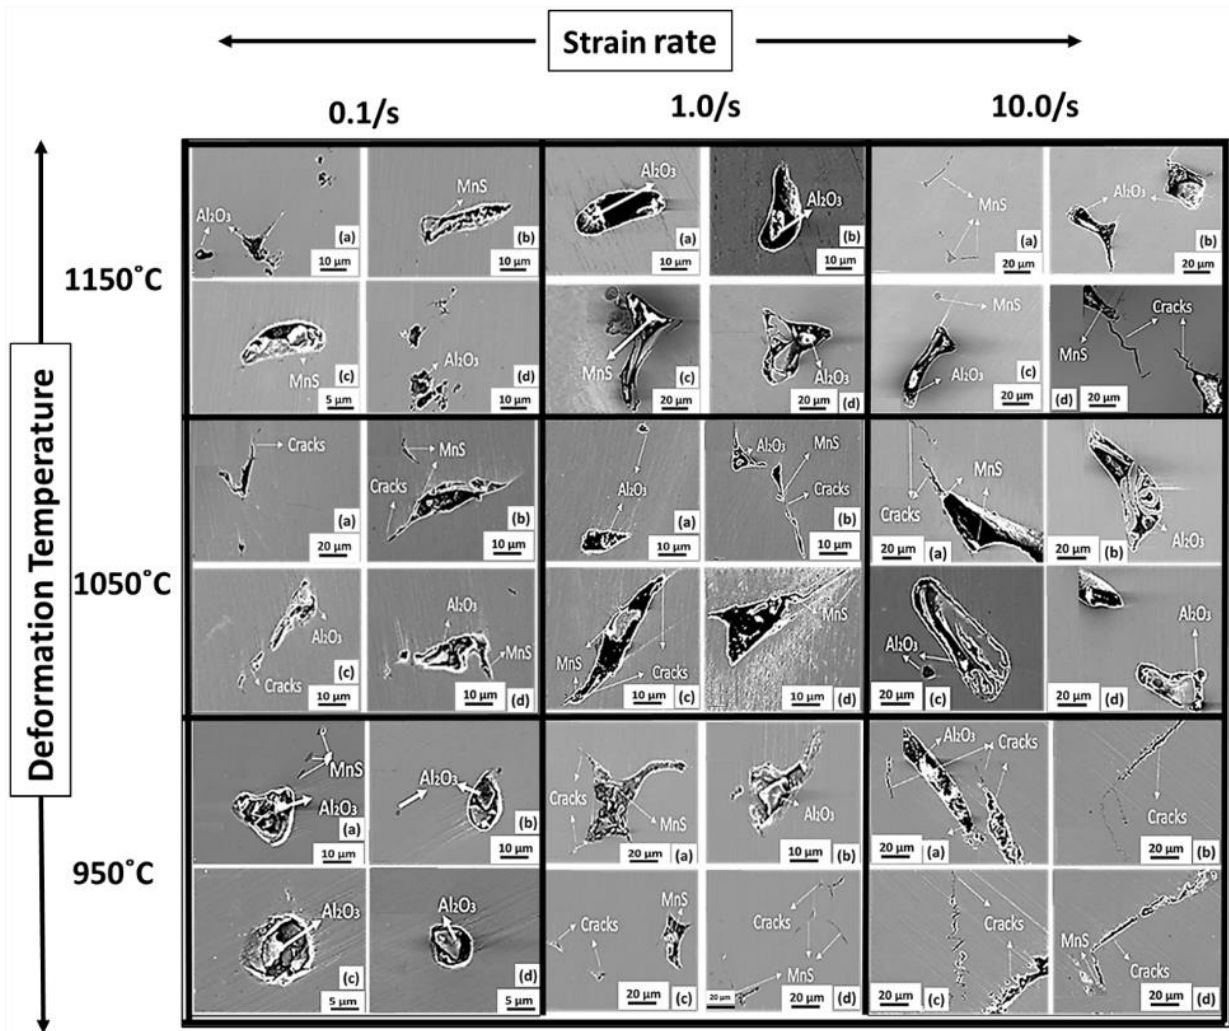 Strain rate
0.1/s 1.0/s 10.0/s
Deformation Temperature
1150°C
Al₂O₃
(a)
10 µm
MnS
(b)
10 µm
MnS
(c)
5 µm
Al₂O₃
(d)
10 µm
Al₂O₃
(a)
10 µm
Al₂O₃
(b)
10 µm
MnS
(c)
20 µm
Al₂O₃
(d)
20 µm
MnS
(a)
20 µm
Al₂O₃
(b)
20 µm
MnS
Al₂O₃
(c)
20 µm
Cracks
MnS
(d)
20 µm
1050°C
Cracks
(a)
20 µm
MnS
Cracks
(b)
10 µm
Al₂O₃
Cracks
(c)
10 µm
Al₂O₃
MnS
(d)
10 µm
Al₂O₃
(a)
10 µm
Al₂O₃
MnS
Cracks
(b)
10 µm
MnS
Cracks
(c)
10 µm
MnS
(d)
10 µm
MnS
Cracks
(a)
20 µm
Al₂O₃
(b)
20 µm
Al₂O₃
(c)
20 µm
Al₂O₃
(d)
20 µm
950°C
MnS
Al₂O₃
(a)
10 µm
Al₂O₃
(b)
10 µm
Al₂O₃
(c)
5 µm
Al₂O₃
(d)
5 µm
Cracks
MnS
(a)
20 µm
Al₂O₃
(b)
10 µm
MnS
Cracks
(c)
20 µm
Cracks
MnS
(d)
20 µm
20 µm
Al₂O₃
Cracks
(a)
20 µm
Cracks
(b)
20 µm
Cracks
(c)
20 µm
MnS
Cracks
(d)
20 µm